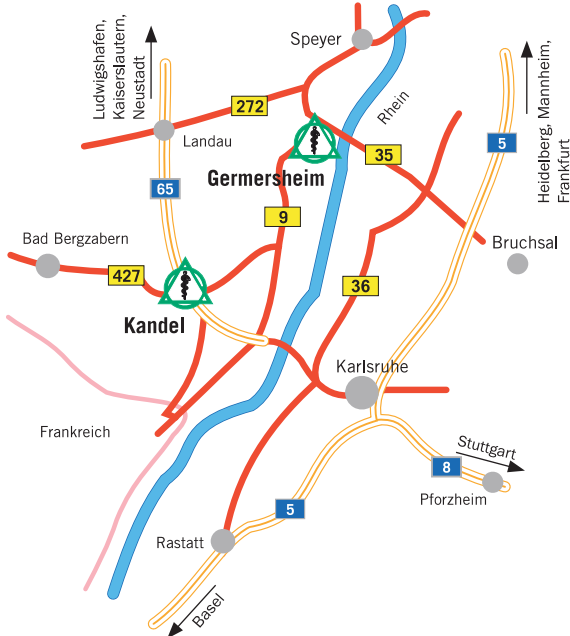 Ludwigshafen,
Kaiserslautern,
Neustadt
Speyer
272
Rhein
Heidelberg, Mannheim,
Frankfurt
Landau
5
35
Germersheim
65
9
Bad Bergzabern
Bruchsal
427
36
Kandel
Karlsruhe
Frankreich
Stuttgart
8
Pforzheim
5
Rastatt
Basel